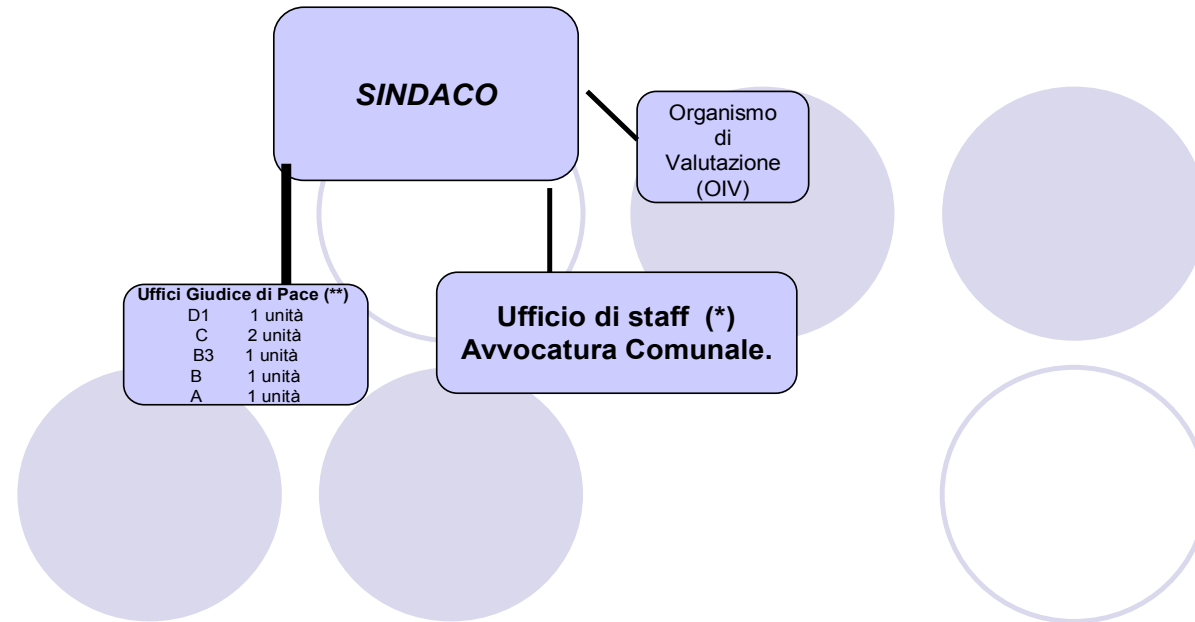 SINDACO
Organismo
di
Valutazione
(OIV)
Uffici Giudice di Pace (**)
D1 1 unità
C 2 unità
B3 1 unità
B 1 unità
A 1 unità
Ufficio di staff (*)
Avvocatura Comunale.